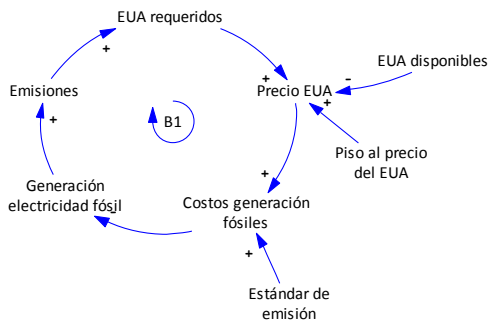 EUA requeridos
+
EUA disponibles
-
Emisiones
+
Precio EUA
+
+
B1
Piso al precio
del EUA
+
Generación
electricidad fósil
-
Costos generación
fósiles
+
Estándar de
emisión